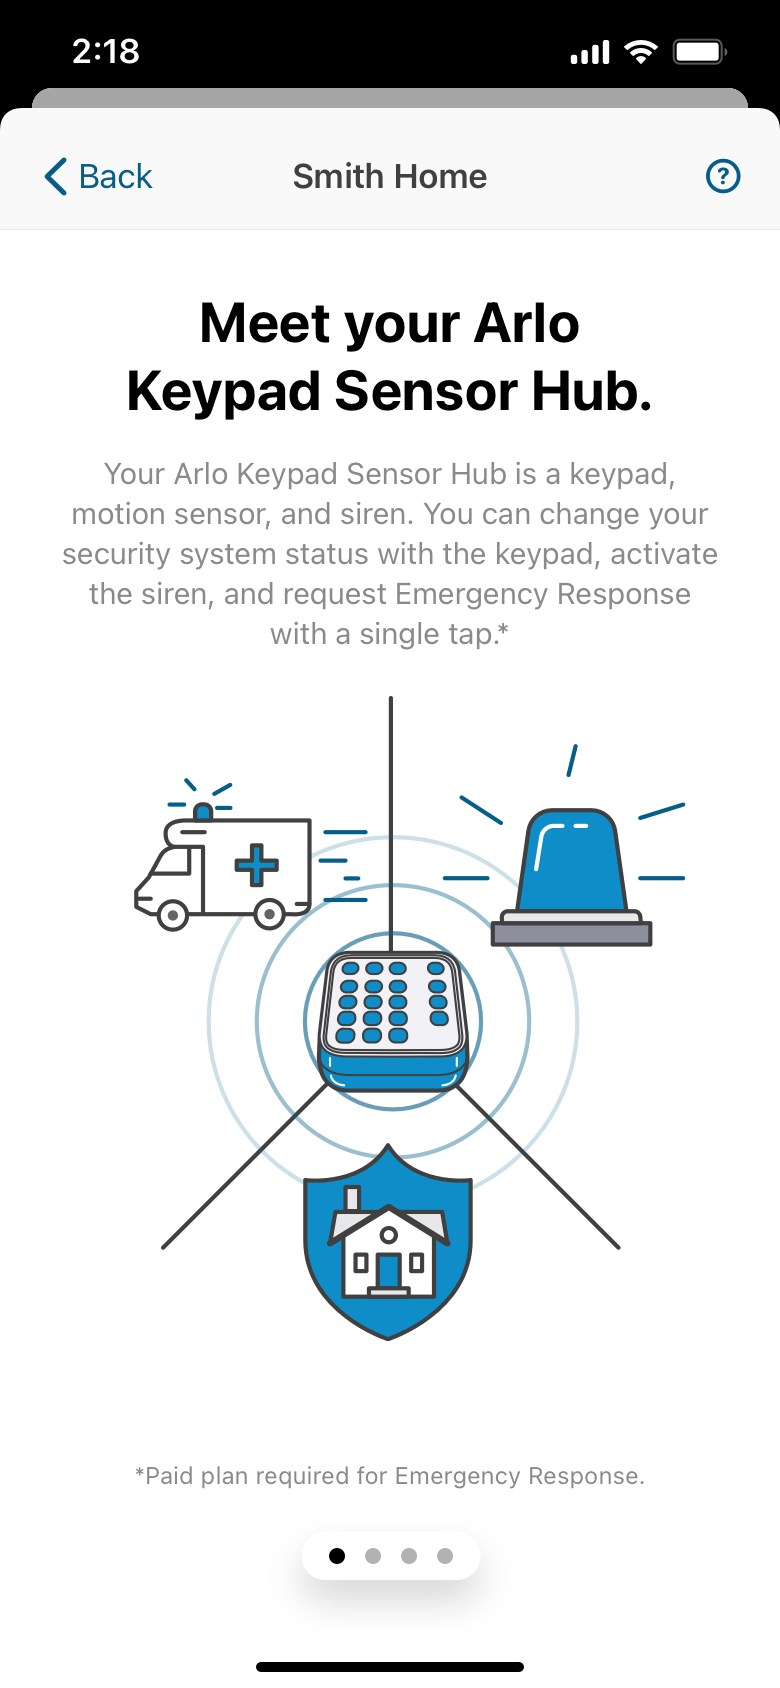 2:18
Back
Smith Home
?
Meet your Arlo
Keypad Sensor Hub.
Your Arlo Keypad Sensor Hub is a keypad,
motion sensor, and siren. You can change your
security system status with the keypad, activate
the siren, and request Emergency Response
with a single tap.*
*Paid plan required for Emergency Response.